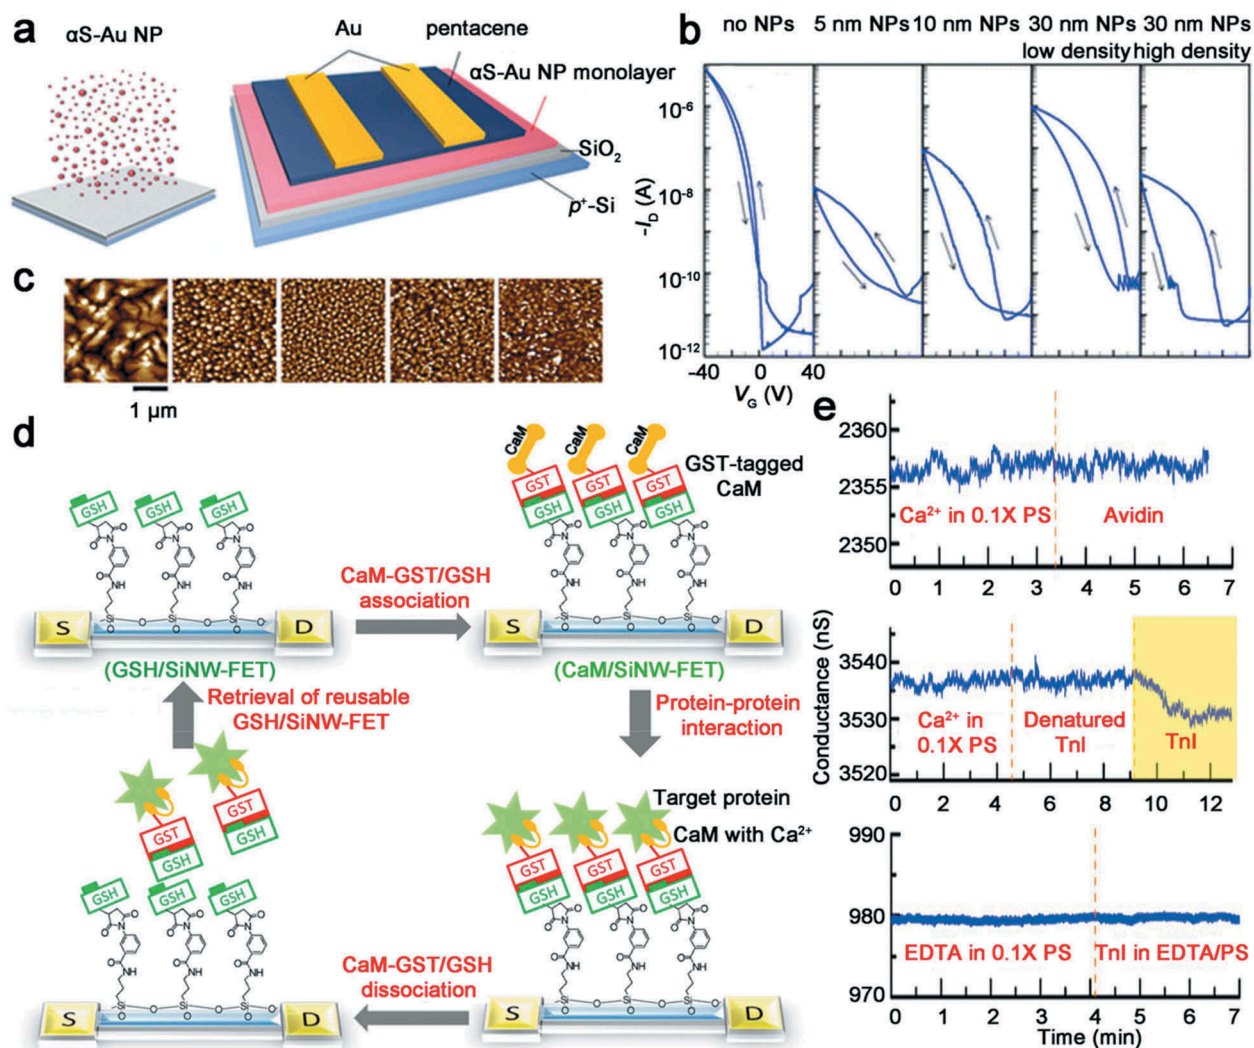 a
αS-Au NP
Au
pentacene
αS-Au NP monolayer
SiO₂
p⁺-Si
b
no NPs
5 nm NPs
10 nm NPs
30 nm NPs
low density
30 nm NPs
high density
-I_D (A)
10⁻⁶
10⁻⁸
10⁻¹⁰
10⁻¹²
-40
0
40
V_G (V)
c
1 μm
d
GSH
GSH
GSH
O
O
N
O
NH
Si
O
S
D
(GSH/SiNW-FET)
CaM-GST/GSH
association
CaM
CaM
CaM
GST
GST
GST
GSH
GSH
GSH
GST-tagged
CaM
S
D
(CaM/SiNW-FET)
Protein-protein
interaction
Target protein
CaM with Ca²⁺
GST
GST
GST
GSH
GSH
GSH
S
D
CaM-GST/GSH
dissociation
Retrieval of reusable
GSH/SiNW-FET
GST
GSH
GST
GSH
GSH
GSH
GSH
S
D
e
2360
2355
2350
Ca²⁺ in 0.1X PS
Avidin
0 1 2 3 4 5 6 7
Conductance (nS)
3540
3530
3520
Ca²⁺ in
0.1X PS
Denatured
TnI
TnI
0 2 4 6 8 10 12
990
980
970
EDTA in 0.1X PS
TnI in EDTA/PS
0 1 2 3 4 5 6 7
Time (min)